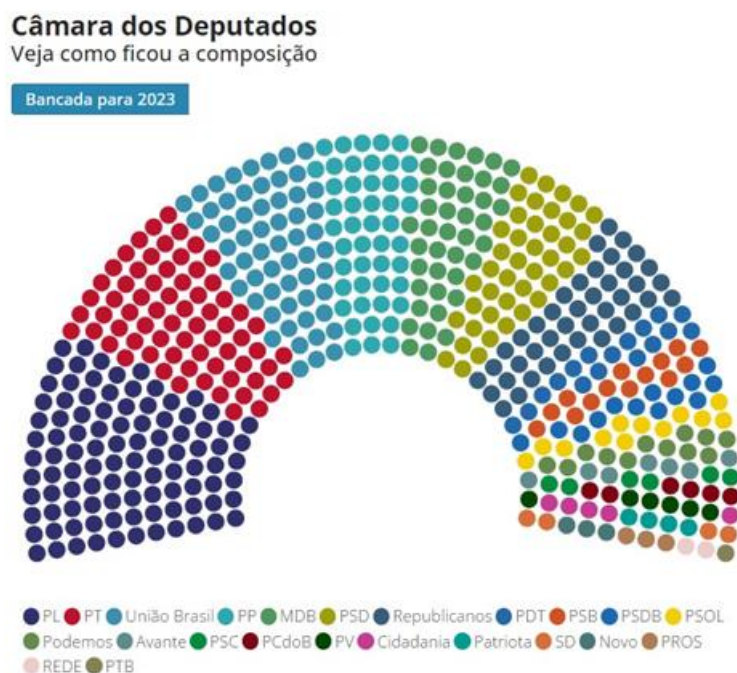 Câmara dos Deputados
Veja como ficou a composição
Bancada para 2023
PL PT União Brasil PP MDB PSD Republicanos PDT PSB PSDB PSOL
Podemos Avante PSC PCdoB PV Cidadania Patriota SD Novo PROS
REDE PTB